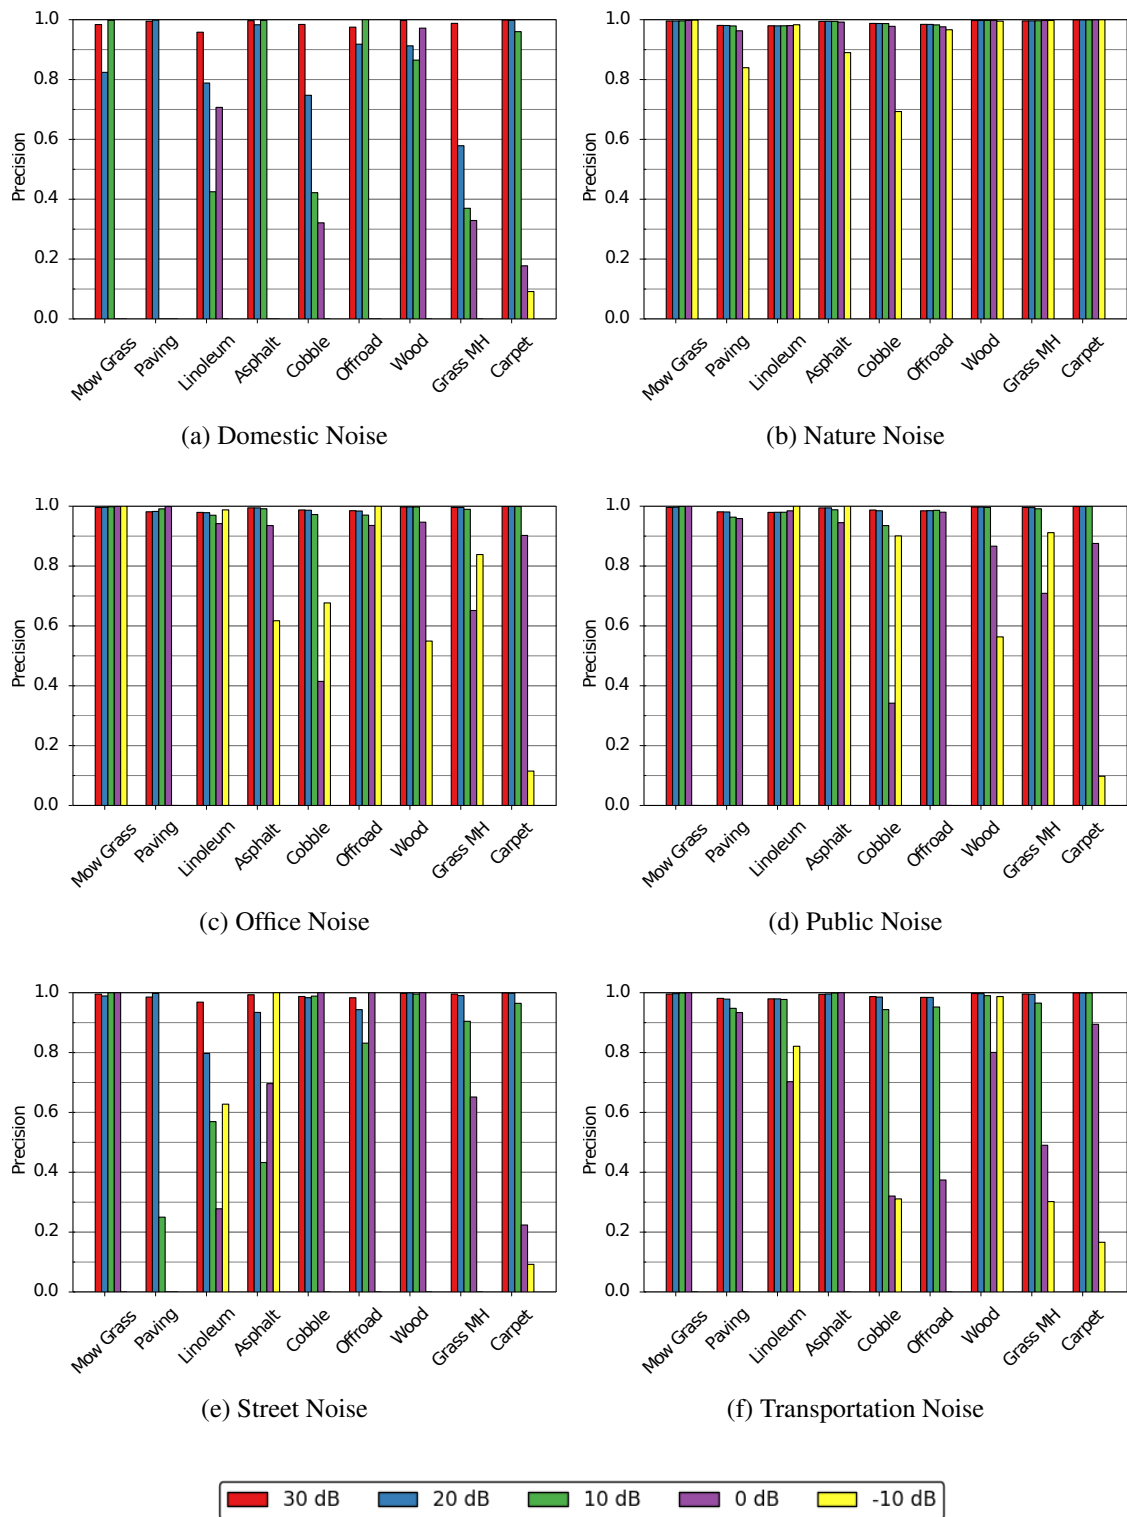 1.0
0.8
0.6
0.4
0.2
0.0
Precision
Mow Grass
Paving
Linoleum
Asphalt
Cobble
Offroad
Wood
Grass MH
Carpet
(a) Domestic Noise
1.0
0.8
0.6
0.4
0.2
0.0
Precision
Mow Grass
Paving
Linoleum
Asphalt
Cobble
Offroad
Wood
Grass MH
Carpet
(b) Nature Noise
1.0
0.8
0.6
0.4
0.2
0.0
Precision
Mow Grass
Paving
Linoleum
Asphalt
Cobble
Offroad
Wood
Grass MH
Carpet
(c) Office Noise
1.0
0.8
0.6
0.4
0.2
0.0
Precision
Mow Grass
Paving
Linoleum
Asphalt
Cobble
Offroad
Wood
Grass MH
Carpet
(d) Public Noise
1.0
0.8
0.6
0.4
0.2
0.0
Precision
Mow Grass
Paving
Linoleum
Asphalt
Cobble
Offroad
Wood
Grass MH
Carpet
(e) Street Noise
1.0
0.8
0.6
0.4
0.2
0.0
Precision
Mow Grass
Paving
Linoleum
Asphalt
Cobble
Offroad
Wood
Grass MH
Carpet
(f) Transportation Noise
30 dB 20 dB 10 dB 0 dB -10 dB